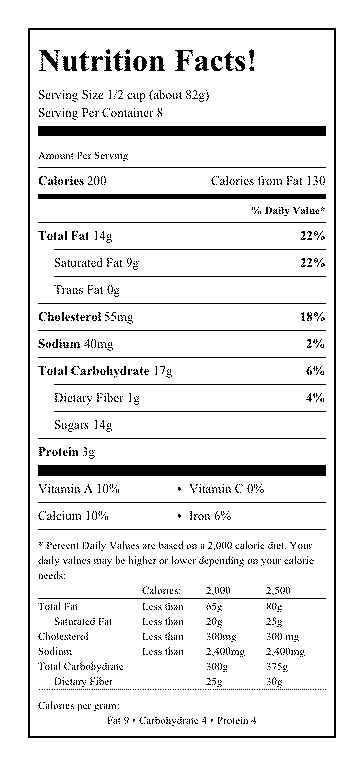 Nutrition Facts!
Serving Size 1/2 cup (about 82g)
Serving Per Container 8
Amount Per Serving
Calories 200 Calories from Fat 130
% Daily Value*
Total Fat 14g 22%
Saturated Fat 9g 22%
Trans Fat 0g
Cholesterol 55mg 18%
Sodium 40mg 2%
Total Carbohydrate 17g 6%
Dietary Fiber 1g 4%
Sugars 14g
Protein 3g
Vitamin A 10% • Vitamin C 0%
Calcium 10% • Iron 6%
* Percent Daily Values are based on a 2,000 calorie diet. Your
daily values may be higher or lower depending on your calorie
needs:
Calories: 2,000 2,500
Total Fat Less than 65g 80g
Saturated Fat Less than 20g 25g
Cholesterol Less than 300mg 300 mg
Sodium Less than 2,400mg 2,400mg
Total Carbohydrate 300g 375g
Dietary Fiber 25g 30g
Calories per gram:
Fat 9 • Carbohydrate 4 • Protein 4